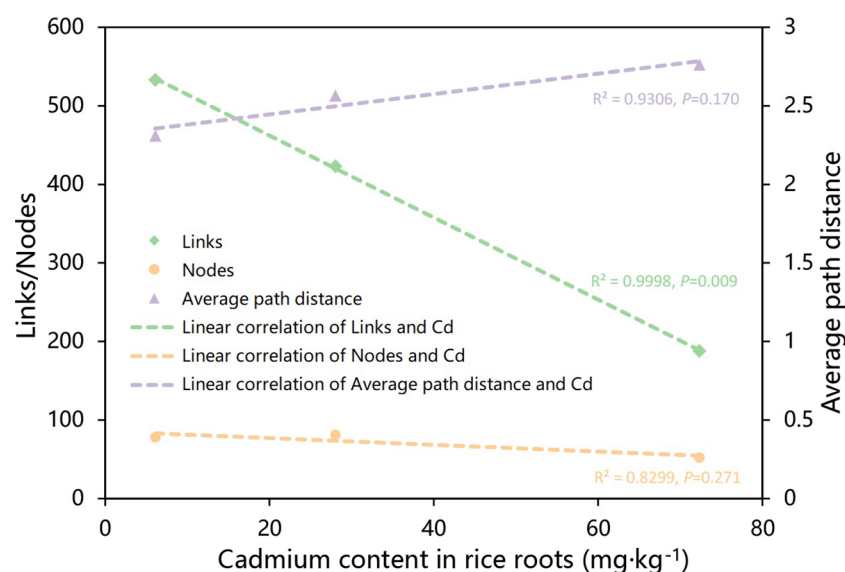 600
500
400
300
200
100
0
Links/Nodes
3
2.5
2
1.5
1
0.5
0
Average path distance
R² = 0.9306, P=0.170
Links
Nodes
Average path distance
Linear correlation of Links and Cd
Linear correlation of Nodes and Cd
Linear correlation of Average path distance and Cd
R² = 0.9998, P=0.009
R² = 0.8299, P=0.271
0 20 40 60 80
Cadmium content in rice roots (mg·kg⁻¹)